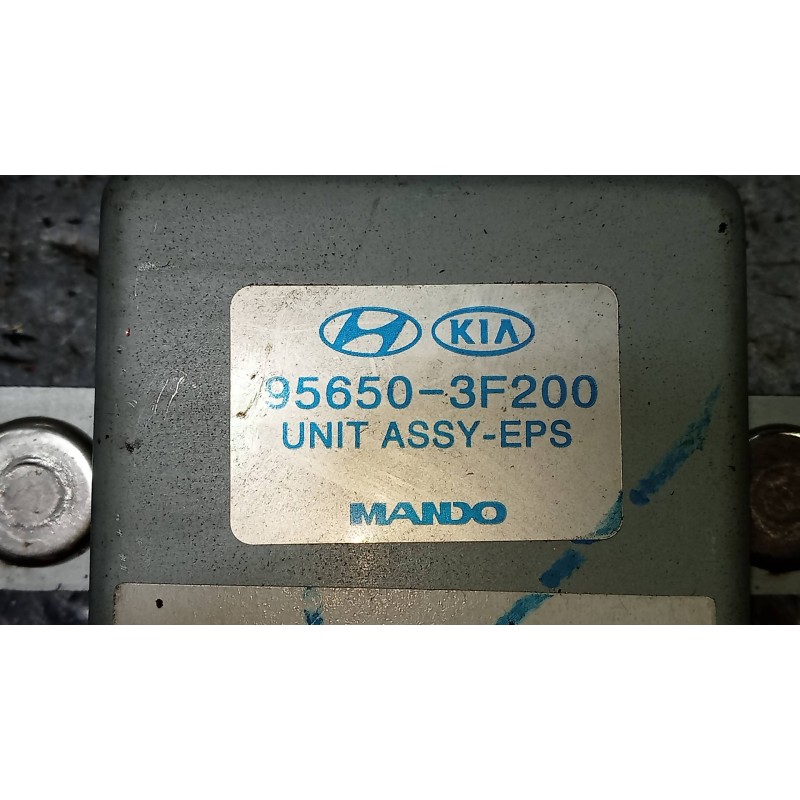 KIA
95650-3F200
UNIT ASSY-EPS
MANDO